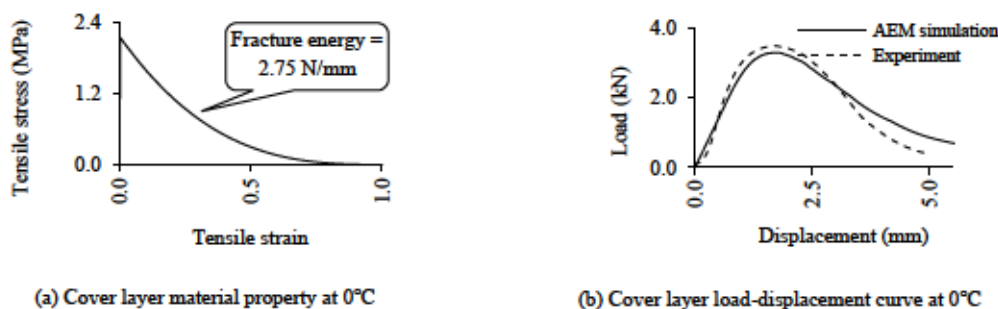 2.4
1.2
0.0
Tensile stress (MPa)
Fracture energy =
2.75 N/mm
0.0
0.5
1.0
Tensile strain
(a) Cover layer material property at 0℃
4.0
2.0
0.0
Load (kN)
AEM simulation
Experiment
0.0
2.5
5.0
Displacement (mm)
(b) Cover layer load-displacement curve at 0℃